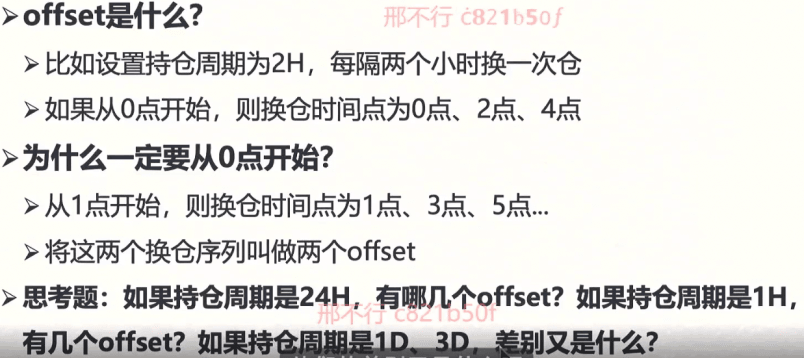 ➢offset是什么?
邢不行 c821b50f
➢比如设置持仓周期为2H，每隔两个小时换一次仓
➢如果从0点开始，则换仓时间点为0点、2点、4点
➢为什么一定要从0点开始?
➢从1点开始，则换仓时间点为1点、3点、5点...
➢将这两个换仓序列叫做两个offset
➢思考题：如果持仓周期是24H，有哪几个offset？如果持仓周期是1H，
邢不行 c821b50f
有几个offset？如果持仓周期是1D、3D，差别又是什么？